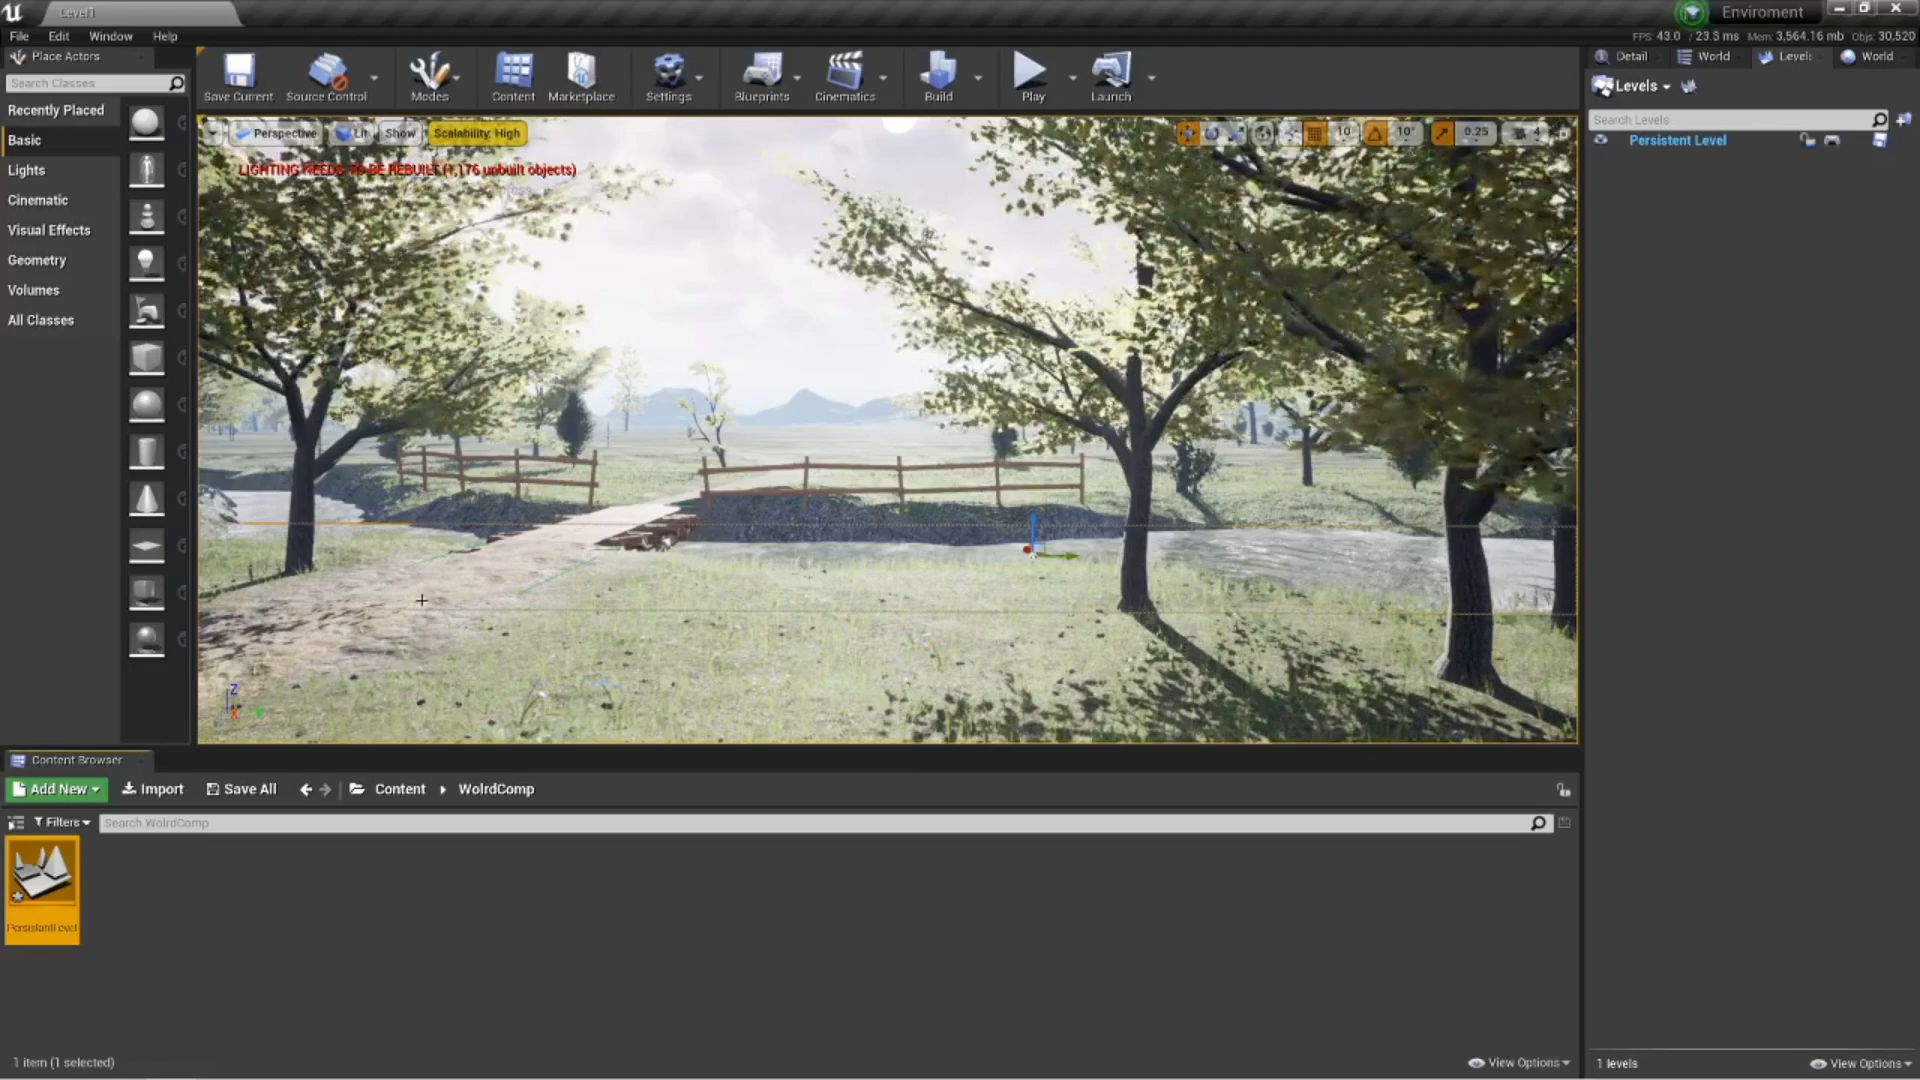 Level1
Enviroment
File Edit Window Help
FPS: 43.0 / 23.3 ms Mem: 3,564.16 mb Objs: 30,520
Place Actors
Search Classes
Recently Placed
Basic
Lights
Cinematic
Visual Effects
Geometry
Volumes
All Classes
Save Current Source Control Modes Content Marketplace Settings Blueprints Cinematics Build Play Launch
Perspective Lit Show Scalability: High
10 10° 0.25 4
LIGHTING NEEDS TO BE REBUILT (1,176 unbuilt objects)
Z
X
Detail World Levels World
Levels
Search Levels
Persistent Level
Content Browser
Add New Import Save All Content WolrdComp
Filters Search WolrdComp
PersistantLevel
1 item (1 selected)
View Options
1 levels
View Options